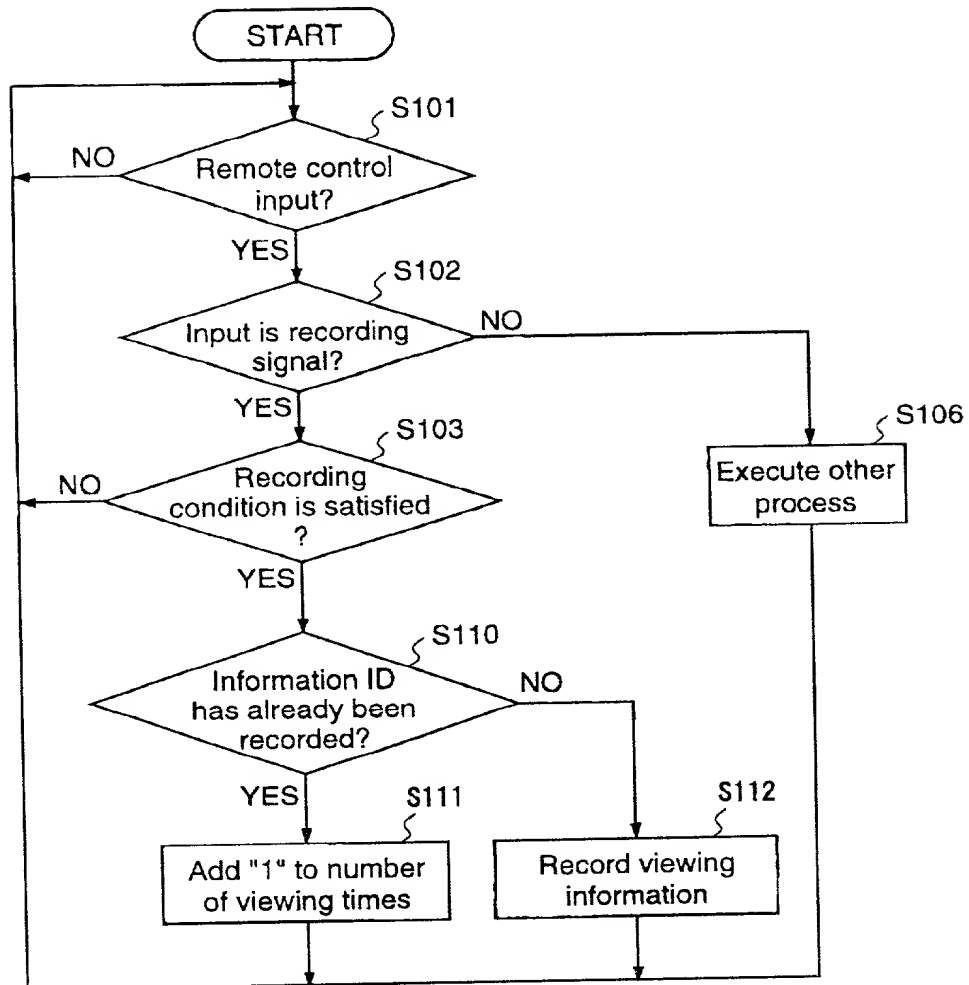 START
S101
NO
Remote control
input?
YES
S102
NO
Input is recording
signal?
YES
S103
S106
NO
Recording
condition is satisfied
?
Execute other
process
YES
S110
Information ID
has already been
recorded?
NO
YES
S111
S112
Add "1" to number
of viewing times
Record viewing
information